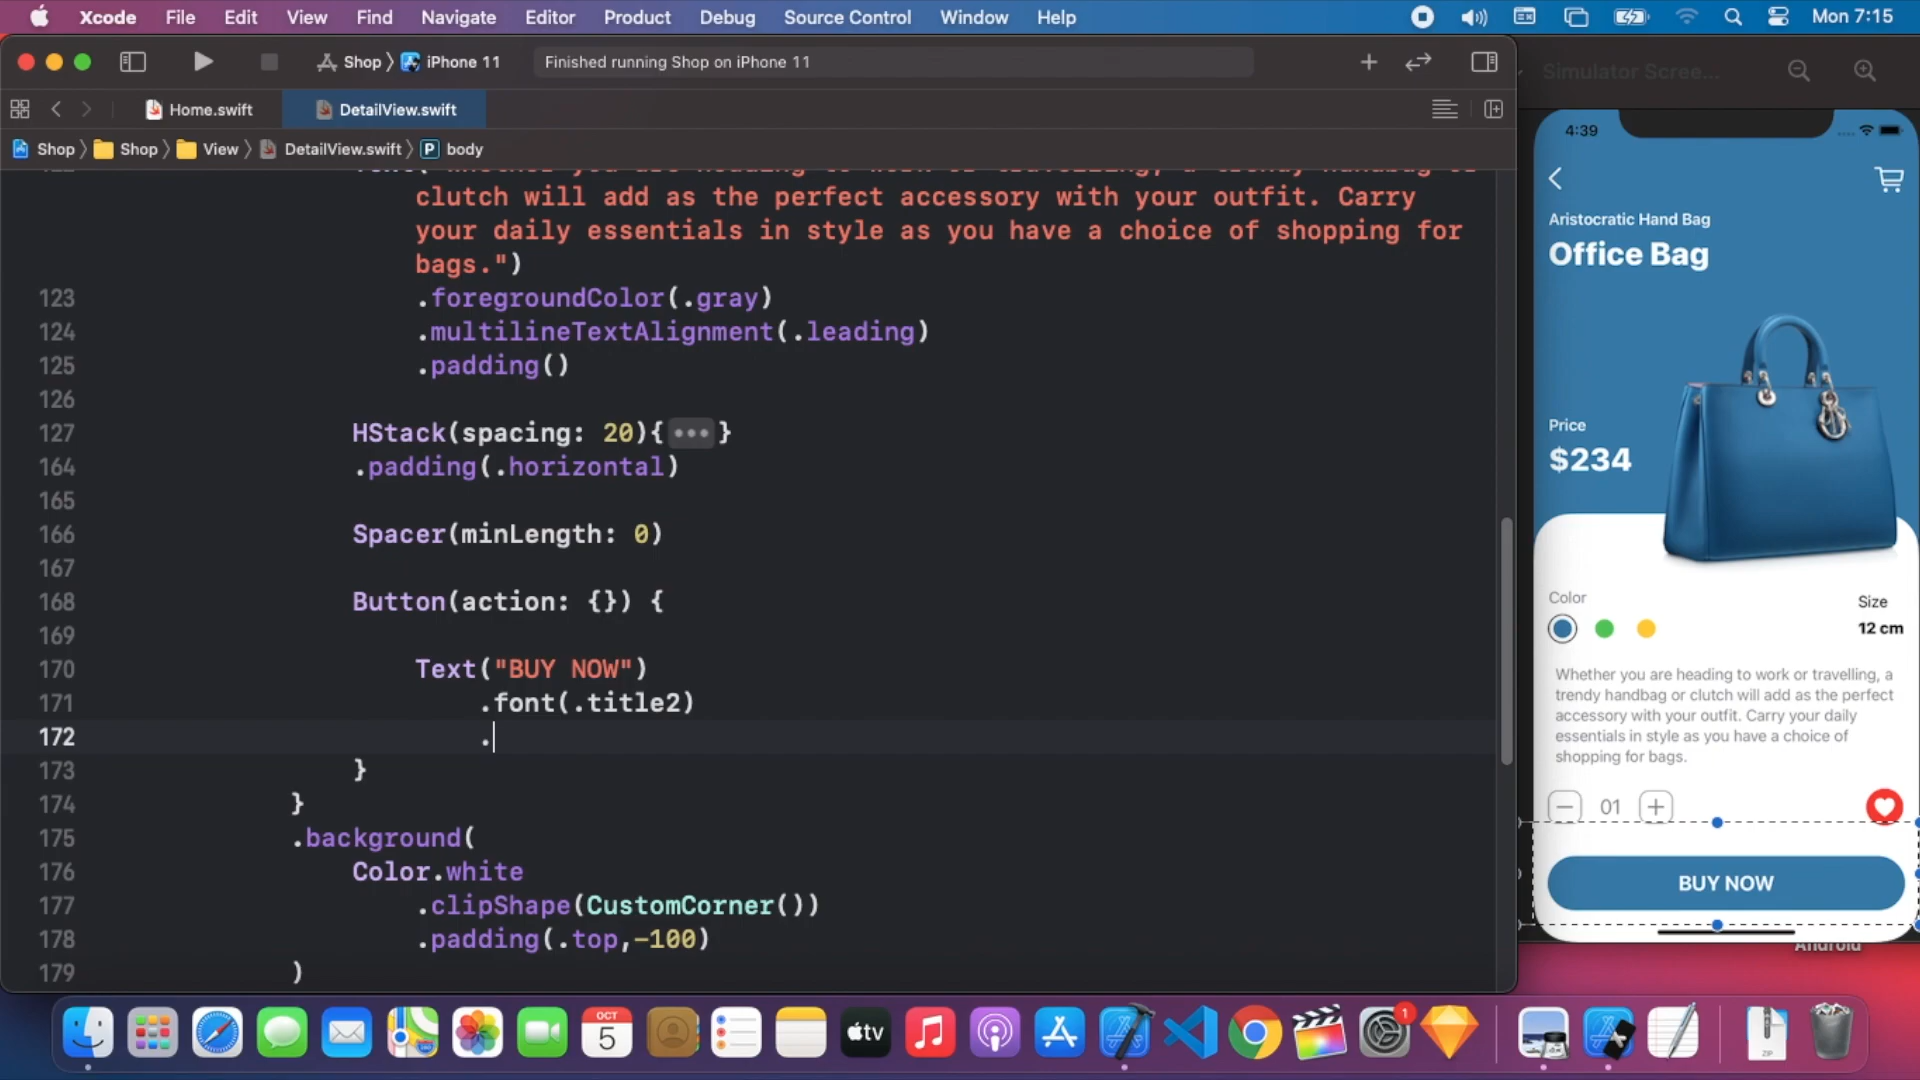 Xcode File Edit View Find Navigate Editor Product Debug Source Control Window Help Mon 7:15
Shop iPhone 11 Finished running Shop on iPhone 11
Simulator Scree...
Home.swift DetailView.swift
Shop Shop View DetailView.swift P body
clutch will add as the perfect accessory with your outfit. Carry
your daily essentials in style as you have a choice of shopping for
bags.")
123 .foregroundColor(.gray)
124 .multilineTextAlignment(.leading)
125 .padding()
126
127 HStack(spacing: 20){•••}
164 .padding(.horizontal)
165
166 Spacer(minLength: 0)
167
168 Button(action: {}) {
169
170 Text("BUY NOW")
171 .font(.title2)
172 .
173 }
174 }
175 .background(
176 Color.white
177 .clipShape(CustomCorner())
178 .padding(.top,-100)
179 )
4:39
Aristocratic Hand Bag
Office Bag
Price
$234
Color
Size
12 cm
Whether you are heading to work or travelling, a
trendy handbag or clutch will add as the perfect
accessory with your outfit. Carry your daily
essentials in style as you have a choice of
shopping for bags.
01
BUY NOW
Android
OCT
5
tv
1
ZIP